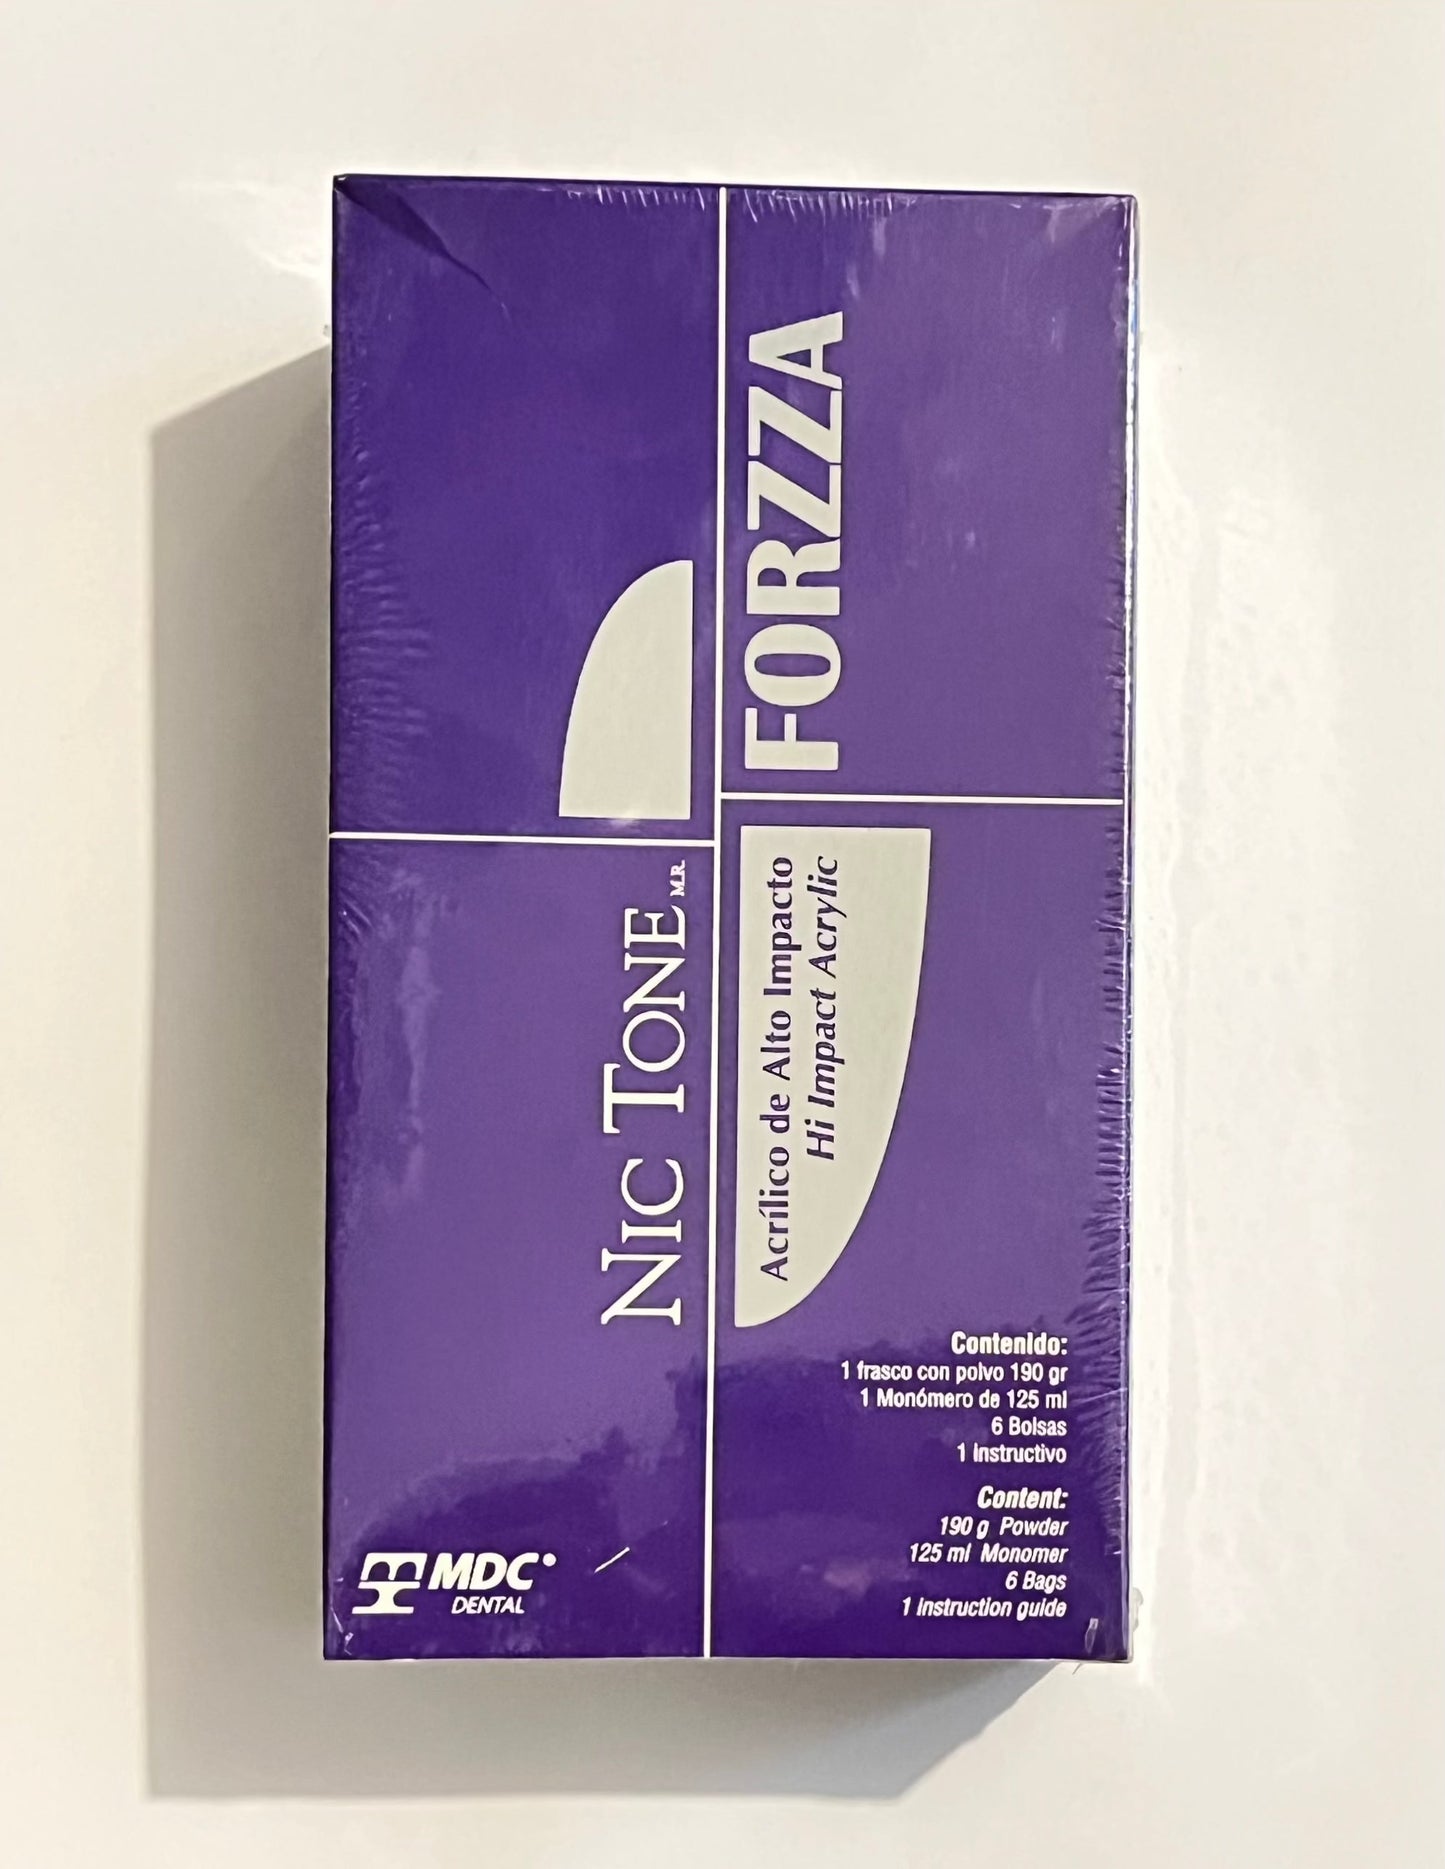 NIC TONE M.R.
FORZZA
Acrílico de Alto Impacto
Hi Impact Acrylic
Contenido:
1 frasco con polvo 190 gr
1 Monómero de 125 ml
6 Bolsas
1 Instructivo
Content:
190 g Powder
125 ml Monomer
6 Bags
1 Instruction guide
MDC
DENTAL